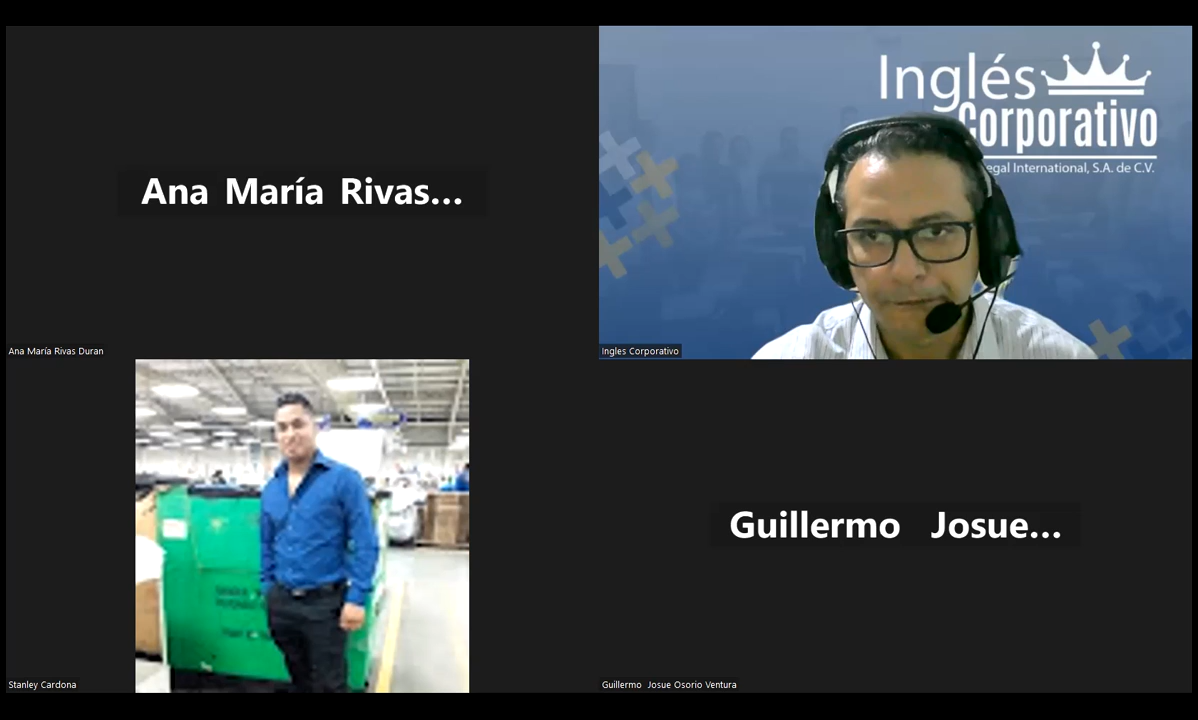 Ana María Rivas...
Ana María Rivas Duran
Inglés
Corporativo
egal International, S.A. de C.V.
Ingles Corporativo
Stanley Cardona
Guillermo Josue...
Guillermo Josue Osorio Ventura